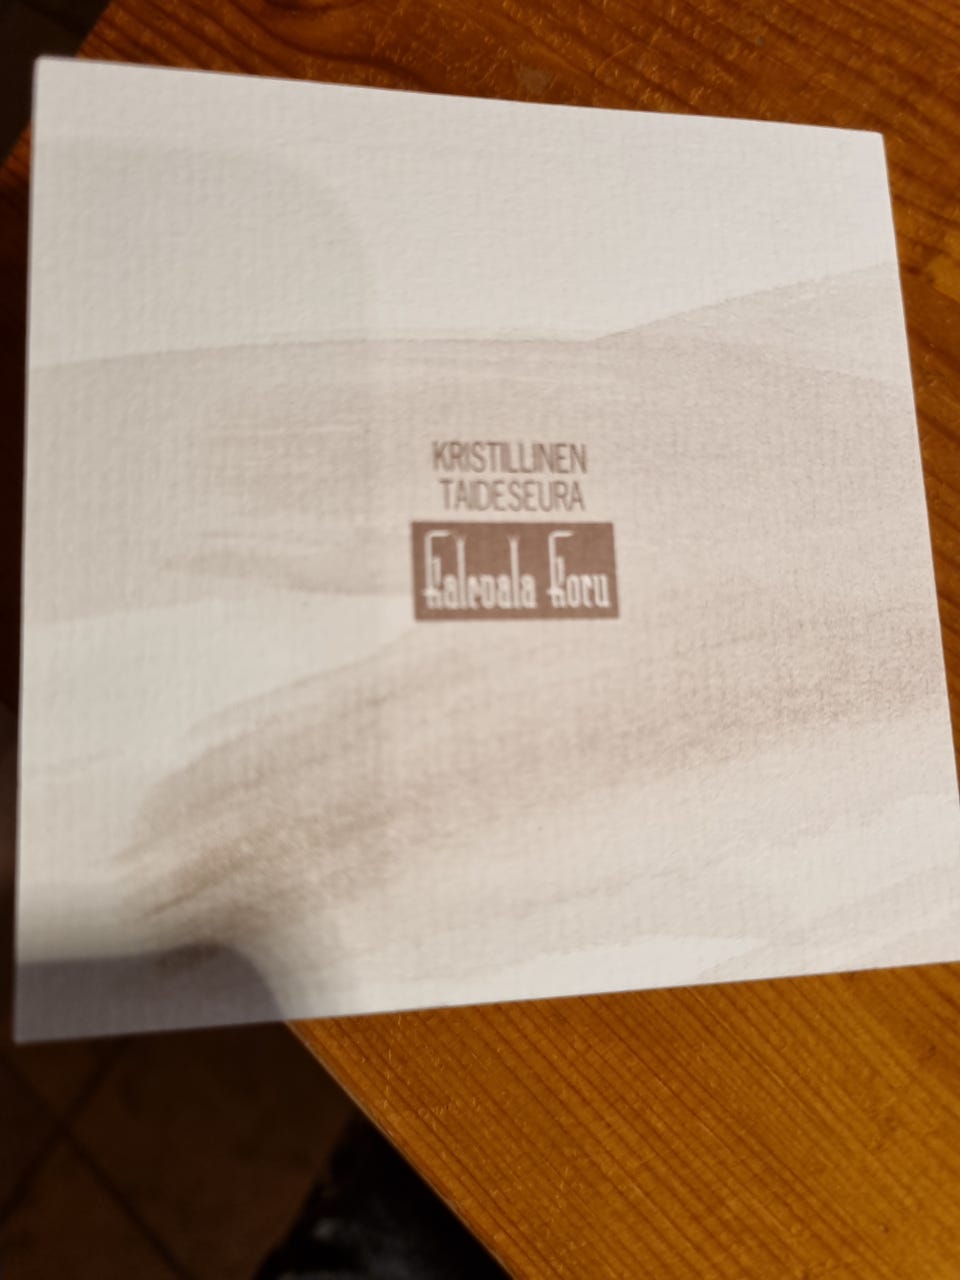 KRISTILLINEN
TAIDESEURA
Kalevala Koru